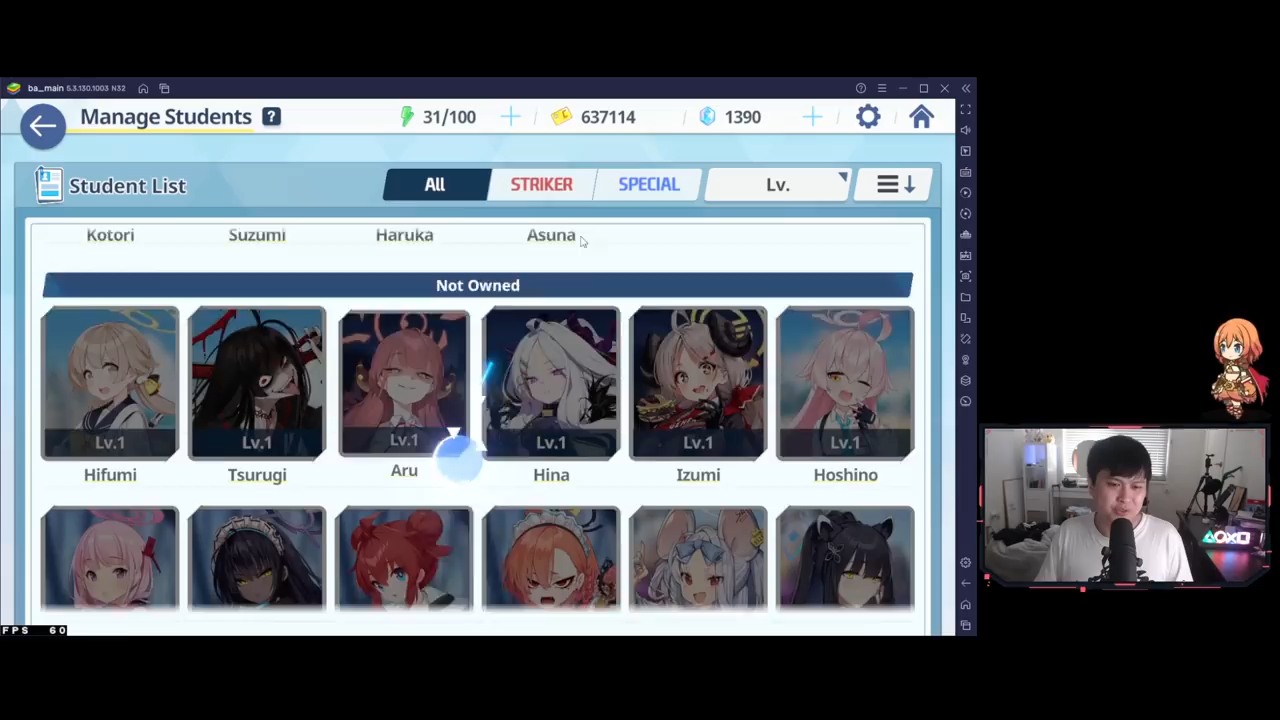 ba_main 5.3.130.1003 N32
Manage Students ?
31/100
637114
1390
Student List
All
STRIKER
SPECIAL
Lv.
Kotori
Suzumi
Haruka
Asuna
Not Owned
Lv.1
Lv.1
Lv.1
Lv.1
Lv.1
Lv.1
Hifumi
Tsurugi
Aru
Hina
Izumi
Hoshino
FPS 60